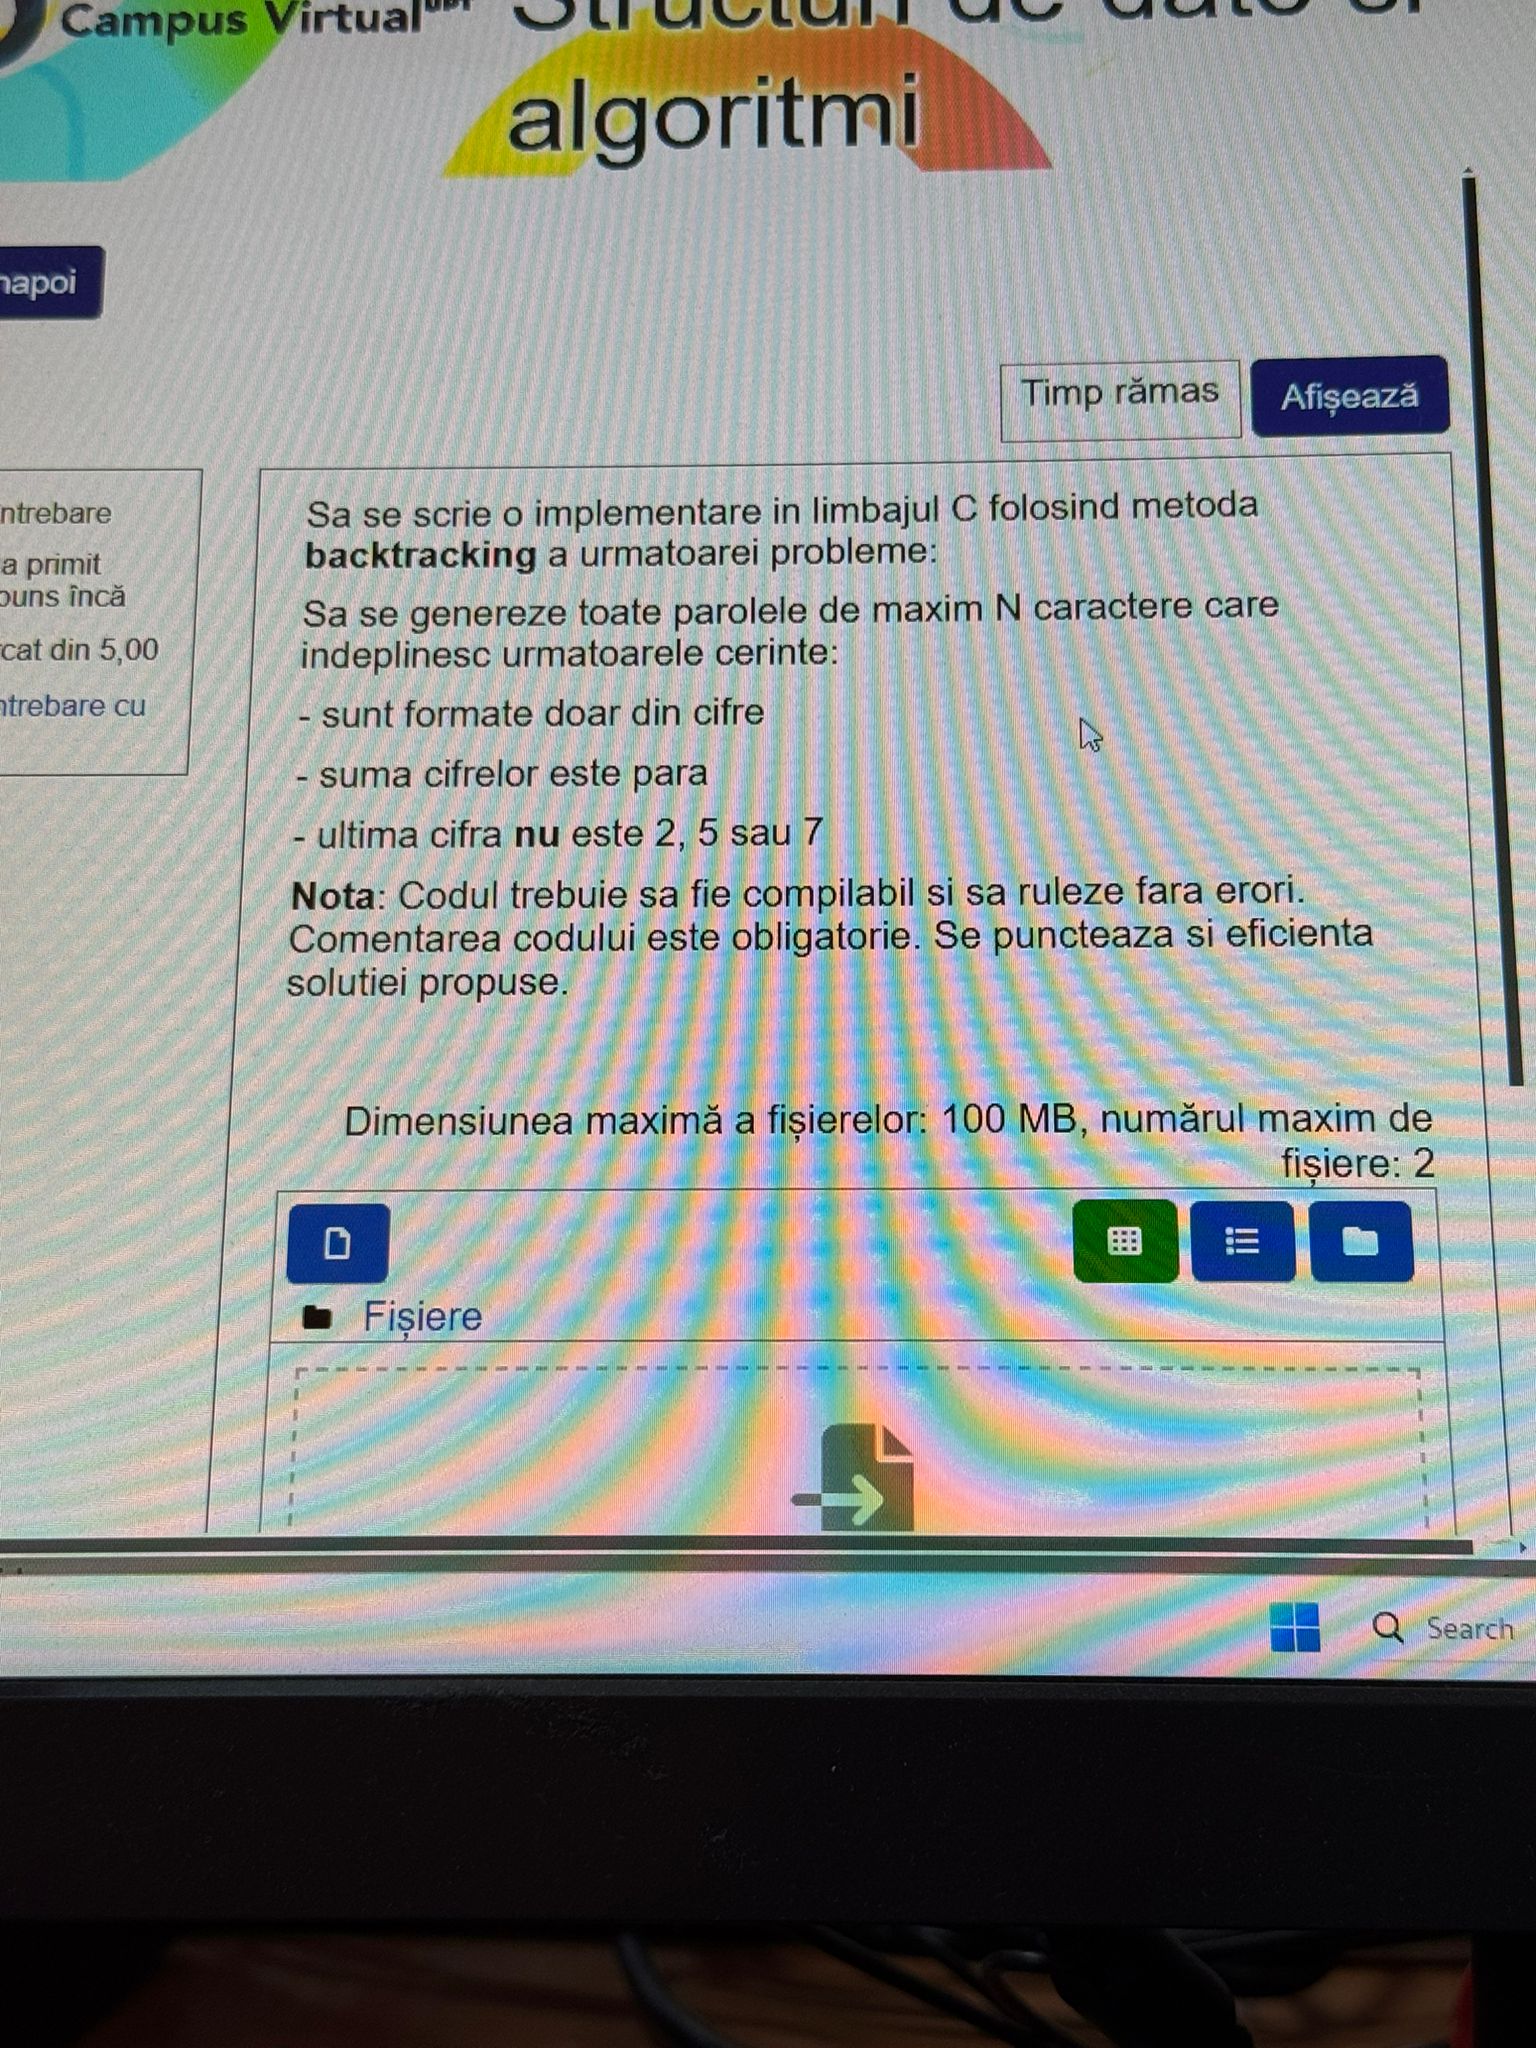 Campus Virtual
algoritmi
napoi
Timp rămas
Afișează
ntrebare
a primit
puns încă
cat din 5,00
ntrebare cu
Sa se scrie o implementare in limbajul C folosind metoda
backtracking a urmatoarei probleme:
Sa se genereze toate parolele de maxim N caractere care
indeplinesc urmatoarele cerinte:
- sunt formate doar din cifre
- suma cifrelor este para
- ultima cifra nu este 2, 5 sau 7
Nota: Codul trebuie sa fie compilabil si sa ruleze fara erori.
Comentarea codului este obligatorie. Se puncteaza si eficienta
solutiei propuse.
Dimensiunea maximă a fișierelor: 100 MB, numărul maxim de
fișiere: 2
Fișiere
Search